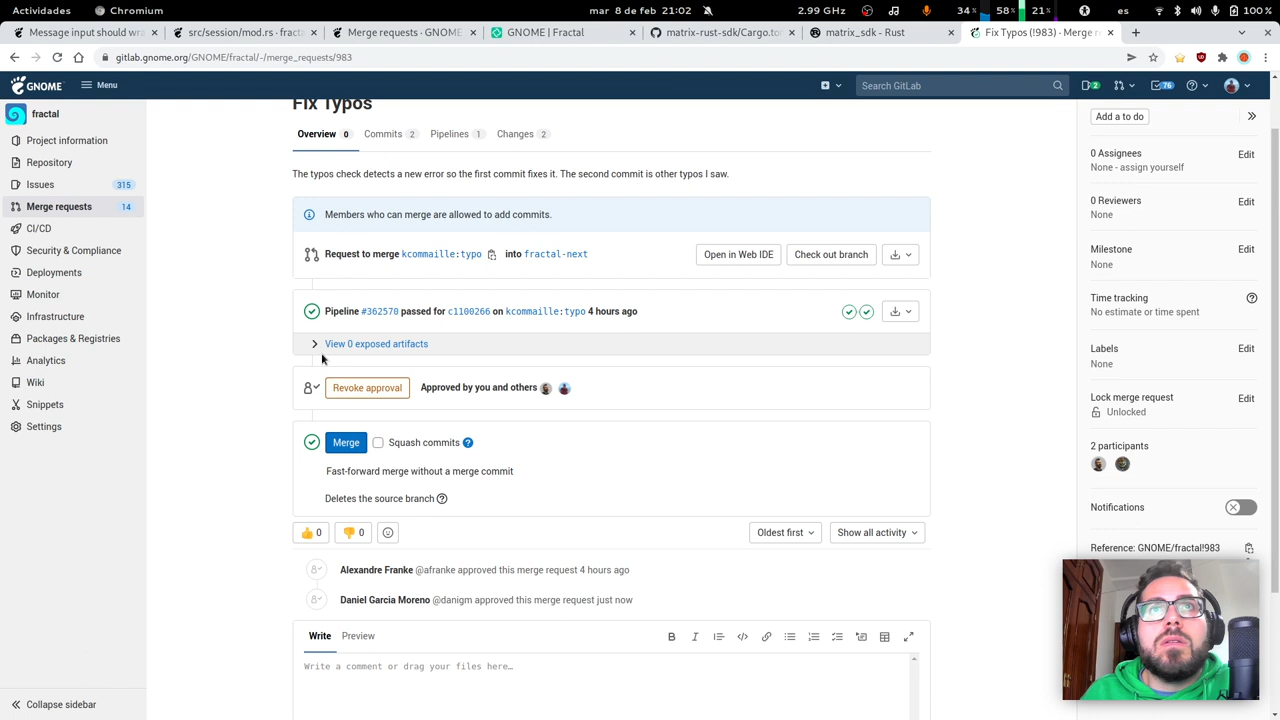 Actividades Chromium mar 8 de feb 21:02 2.99 GHz 34% 58% 21% es 100 %
Message input should wra
src/session/mod.rs · fracta
Merge requests · GNOME
GNOME | Fractal
matrix-rust-sdk/Cargo.to
matrix_sdk - Rust
Fix Typos (!983) · Merge r
gitlab.gnome.org/GNOME/fractal/-/merge_requests/983
GNOME Menu Search GitLab 2 76
fractal
Project information
Repository
Issues 315
Merge requests 14
CI/CD
Security & Compliance
Deployments
Monitor
Infrastructure
Packages & Registries
Analytics
Wiki
Snippets
Settings
Collapse sidebar
Fix Typos
Overview 0 Commits 2 Pipelines 1 Changes 2
The typos check detects a new error so the first commit fixes it. The second commit is other typos I saw.
Members who can merge are allowed to add commits.
Request to merge kcommaille:typo into fractal-next Open in Web IDE Check out branch
Pipeline #362570 passed for c1100266 on kcommaille:typo 4 hours ago
View 0 exposed artifacts
Revoke approval Approved by you and others
Merge Squash commits
Fast-forward merge without a merge commit
Deletes the source branch
👍 0 👎 0 Oldest first Show all activity
Alexandre Franke @afranke approved this merge request 4 hours ago
Daniel Garcia Moreno @danigm approved this merge request just now
Write Preview
Write a comment or drag your files here…
Add a to do
0 Assignees Edit
None - assign yourself
0 Reviewers Edit
None
Milestone Edit
None
Time tracking
No estimate or time spent
Labels Edit
None
Lock merge request Edit
Unlocked
2 participants
Notifications
Reference: GNOME/fractal!983